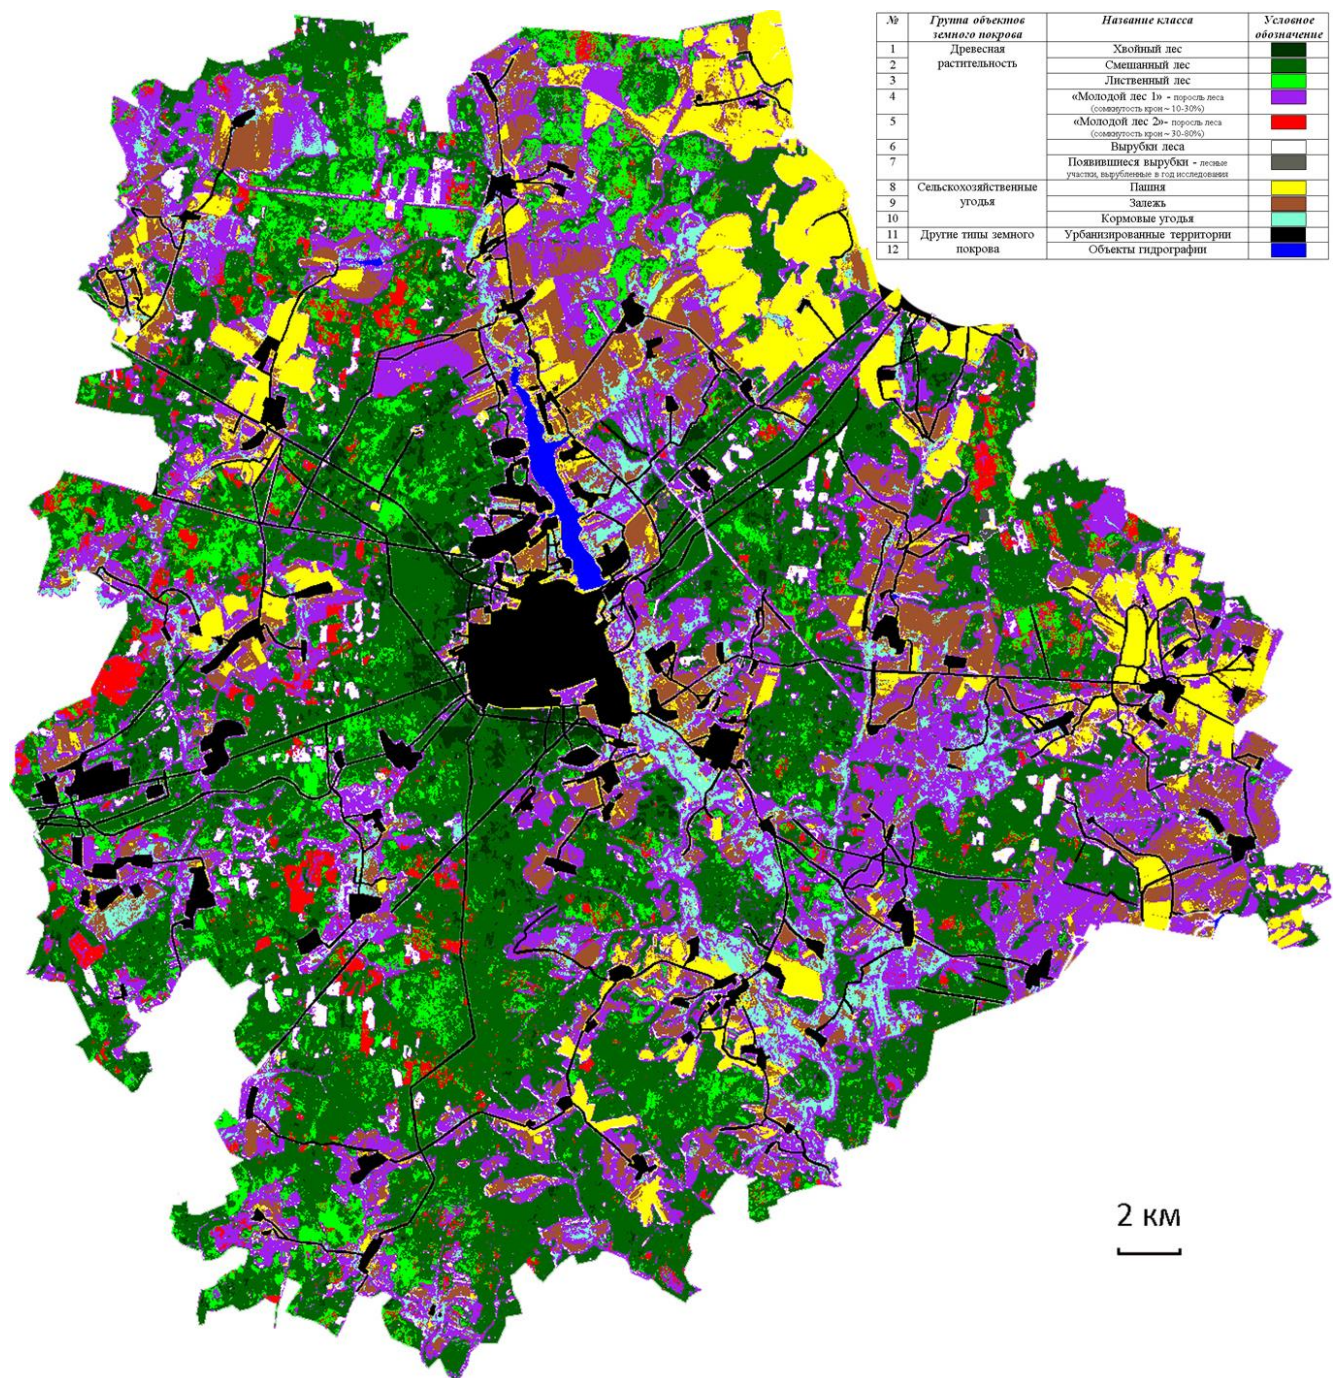 № Группа объектов земного покрова Название класса Условное обозначение
1 Древесная растительность Хвойный лес
2 Смешанный лес
3 Лиственный лес
4 «Молодой лес 1» - поросль леса
(сомкнутость крон ~ 10-30%)
5 «Молодой лес 2»- поросль леса
(сомкнутость крон ~ 30-80%)
6 Вырубки леса
7 Появившиеся вырубки - лесные
участки, вырубленные в год исследования
8 Сельскохозяйственные угодья Пашня
9 Залежь
10 Кормовые угодья
11 Другие типы земного покрова Урбанизированные территории
12 Объекты гидрографии
2 км